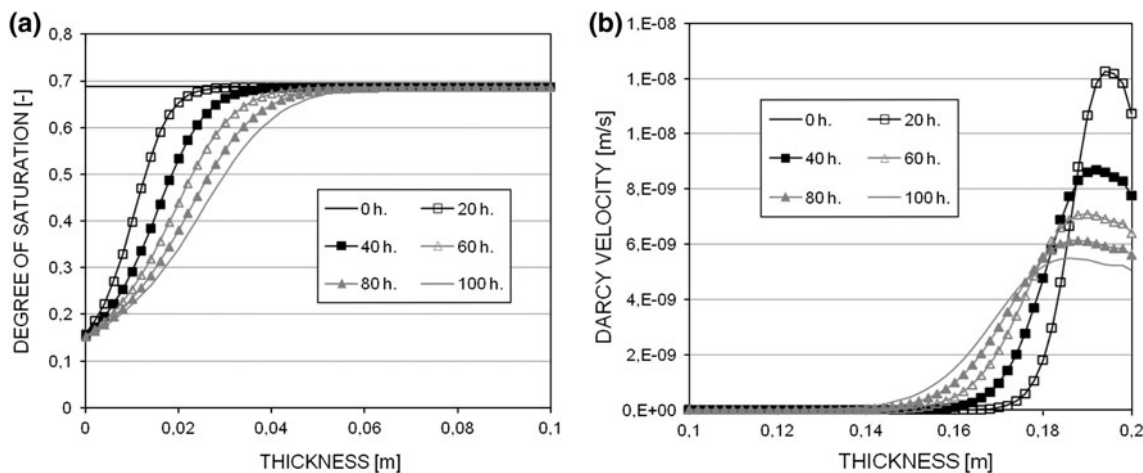 (a)
DEGREE OF SATURATION [-]
0,8
0,7
0,6
0,5
0,4
0,3
0,2
0,1
0
0 h. 20 h.
40 h. 60 h.
80 h. 100 h.
0 0,02 0,04 0,06 0,08 0,1
THICKNESS [m]
(b)
DARCY VELOCITY [m/s]
1,E-08
1,E-08
1,E-08
8,E-09
6,E-09
4,E-09
2,E-09
0,E+00
0 h. 20 h.
40 h. 60 h.
80 h. 100 h.
0,1 0,12 0,14 0,16 0,18 0,2
THICKNESS [m]